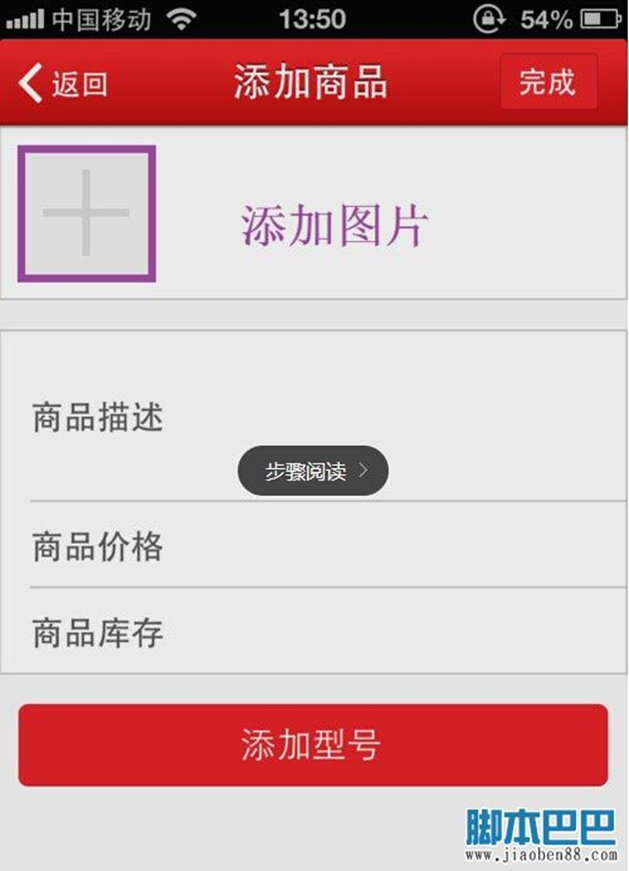 中国移动 13:50 54%
返回 添加商品 完成
添加图片
商品描述
步骤阅读
商品价格
商品库存
添加型号
脚本巴巴
www.jiaoben88.com